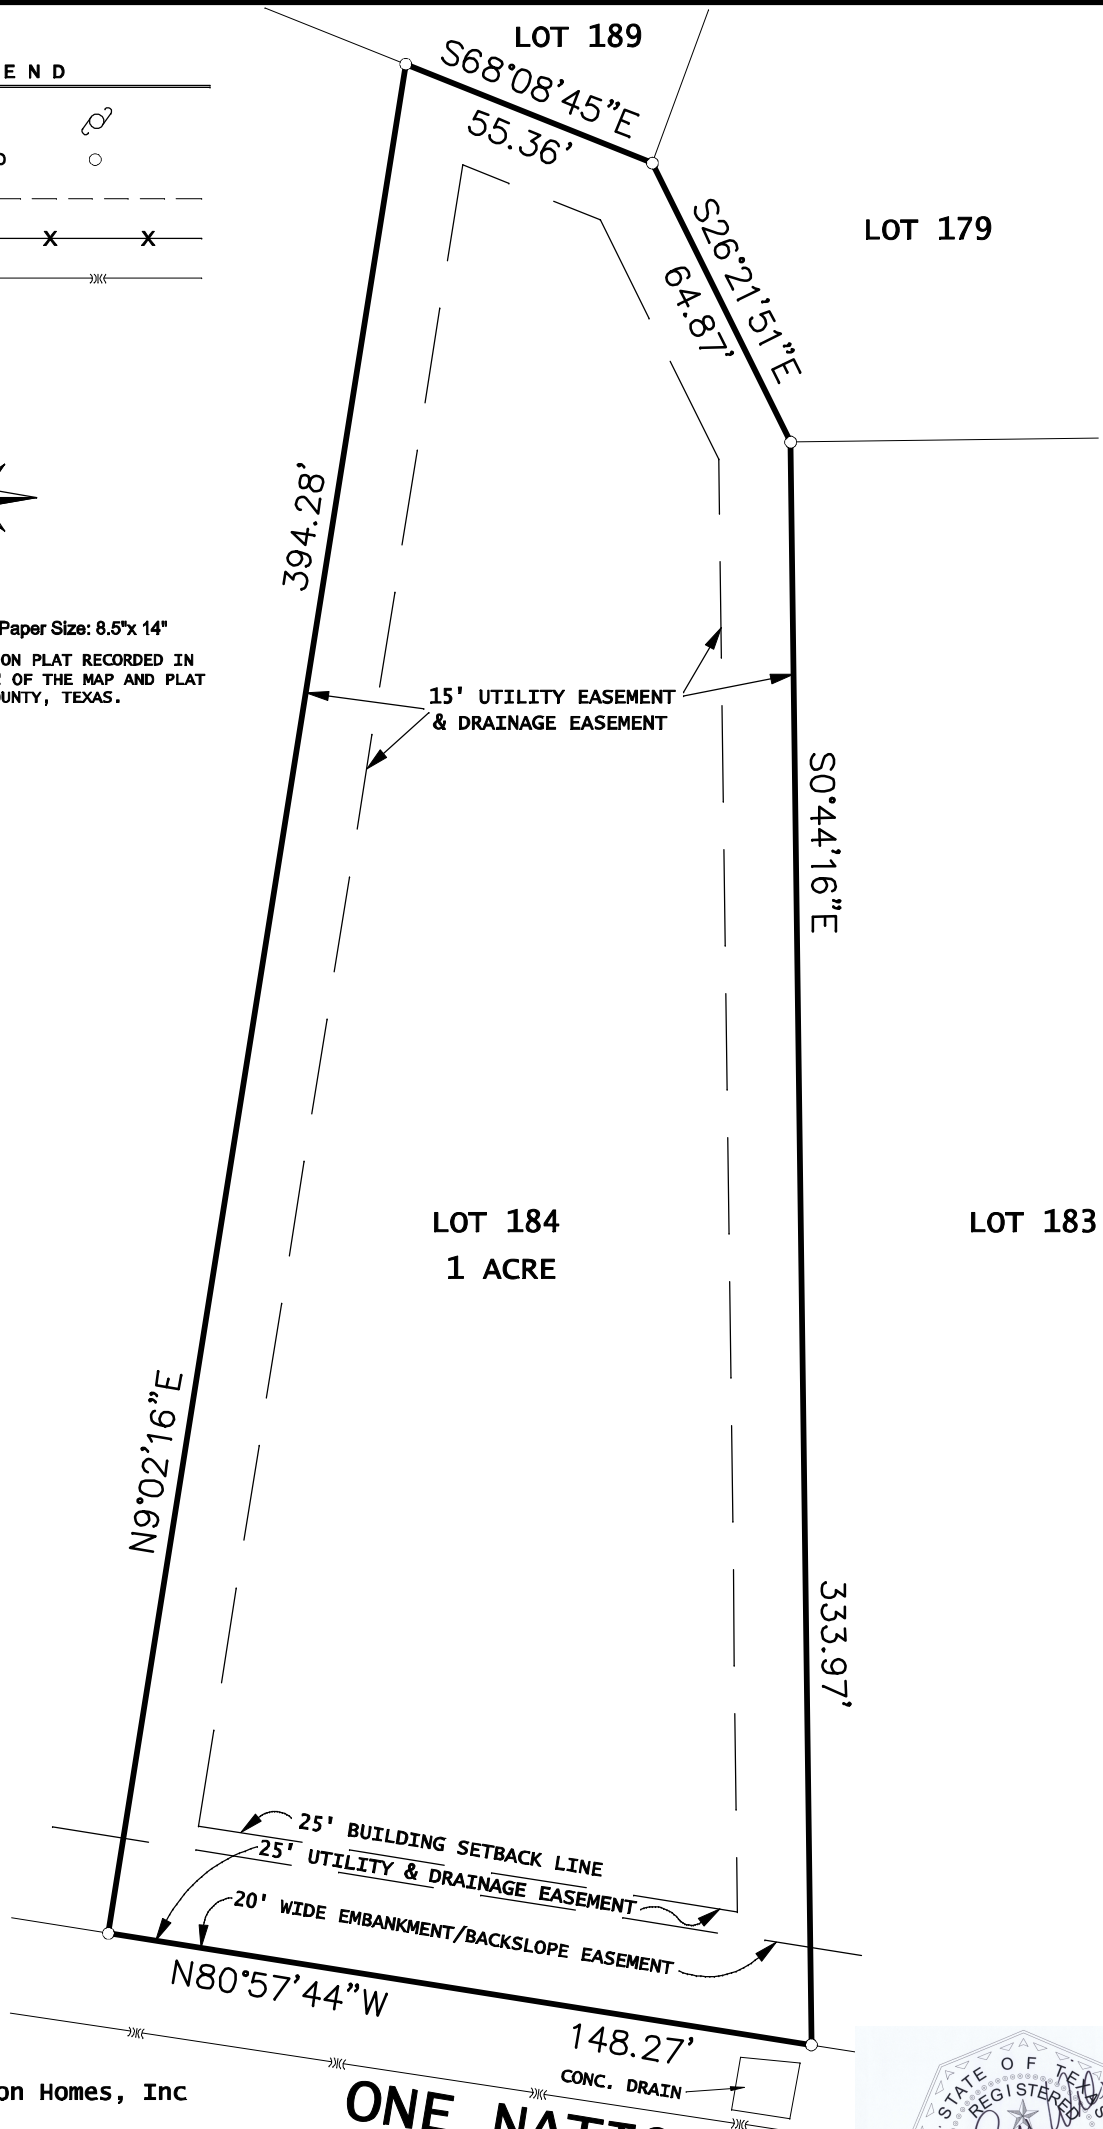 LOT 189
E N D
S68°08'45"E
55.36'
LOT 179
S26°21'51"E
64.87'
X X
394.28'
Paper Size: 8.5"x 14"
ON PLAT RECORDED IN
OF THE MAP AND PLAT
OUNTY, TEXAS.
15' UTILITY EASEMENT
& DRAINAGE EASEMENT
S0°44'16"E
LOT 184
1 ACRE
LOT 183
N9°02'16"E
333.97'
25' BUILDING SETBACK LINE
25' UTILITY & DRAINAGE EASEMENT
20' WIDE EMBANKMENT/BACKSLOPE EASEMENT
N80°57'44"W
148.27'
CONC. DRAIN
on Homes, Inc
ONE
STATE OF TEXAS
REGISTERED